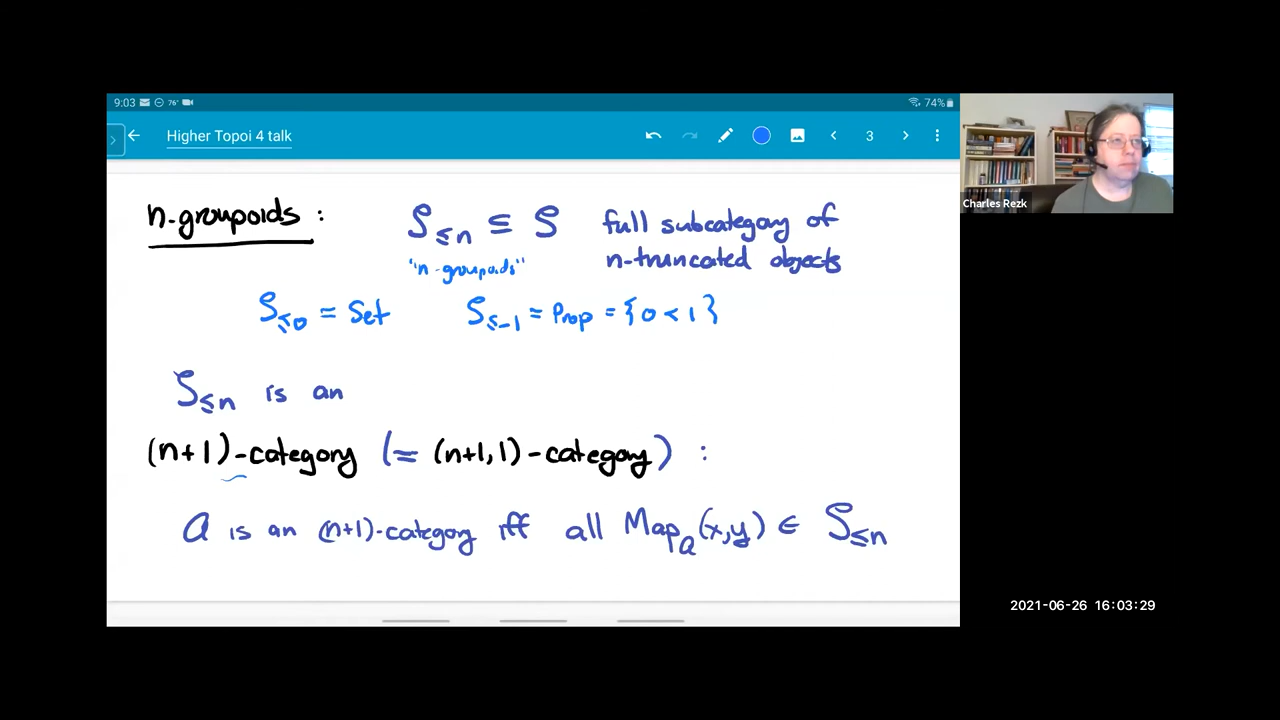 9:03 76° 74%
Higher Topoi 4 talk 3
Charles Rezk
n-groupoids : S≤n ⊆ S full subcategory of
"n-groupoids" n-truncated objects
S≤0 = Set S≤-1 = Prop = {0 < 1}
S≤n is an
(n+1)-category (= (n+1,1)-category) :
A is an (n+1)-category iff all Map_A(x,y) ∈ S≤n
2021-06-26 16:03:29